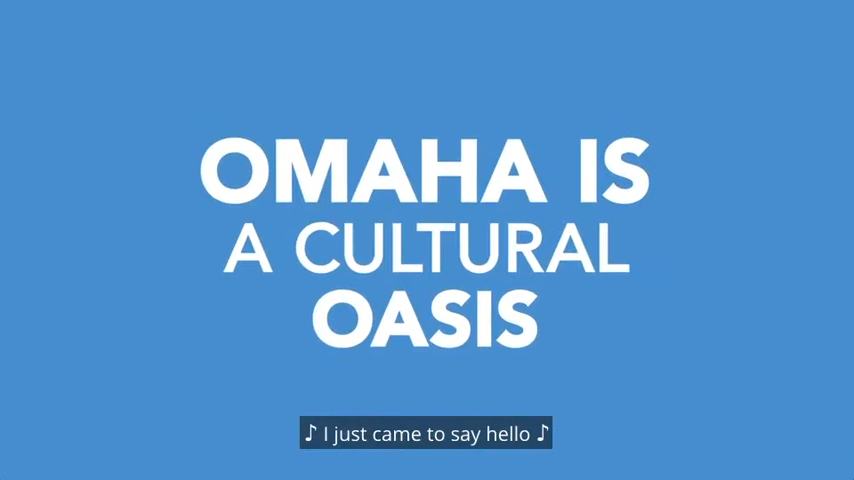 OMAHA IS
A CULTURAL
OASIS
♪ I just came to say hello ♪